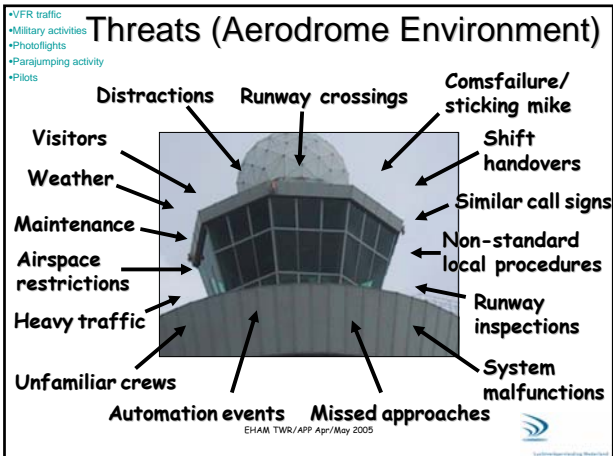 •VFR traffic
•Military activities
•Photoflights
•Parajumping activity
•Pilots
Threats (Aerodrome Environment)
Distractions
Runway crossings
Comsfailure/
sticking mike
Visitors
Shift
handovers
Weather
Similar call signs
Maintenance
Non-standard
local procedures
Airspace
restrictions
Runway
inspections
Heavy traffic
System
malfunctions
Unfamiliar crews
Automation events
Missed approaches
EHAM TWR/APP Apr/May 2005
Luchtverkeersleiding Nederland